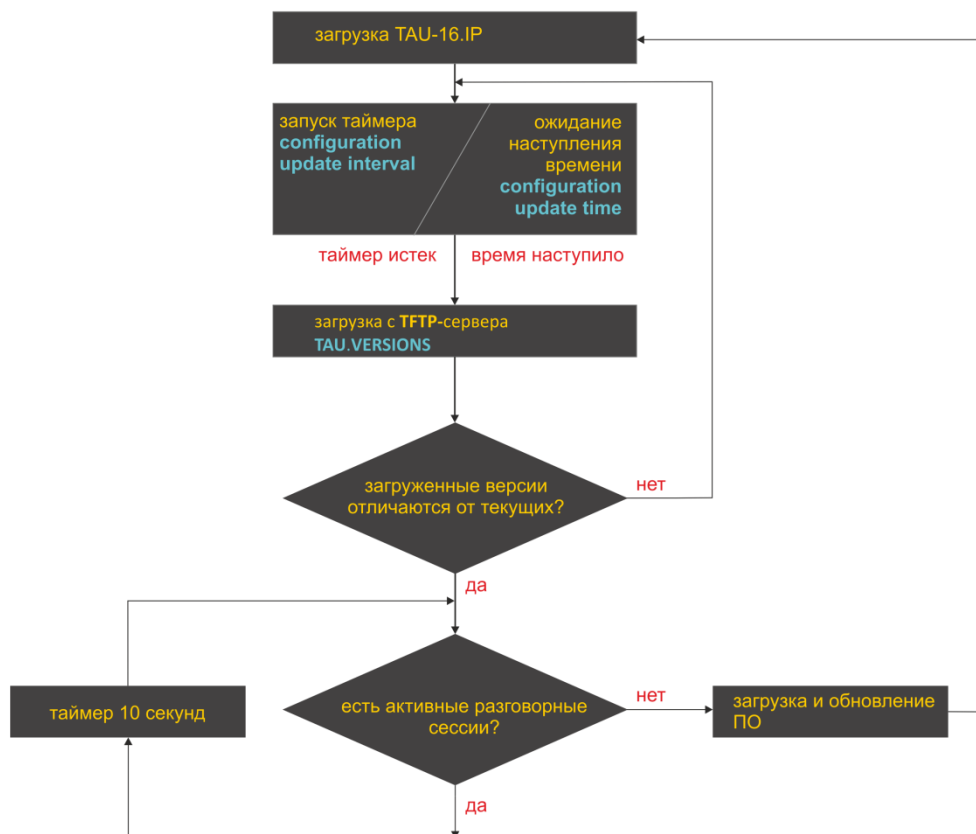 загрузка TAU-16.IP
запуск таймера
configuration
update interval
ожидание
наступления
времени
configuration
update time
таймер истек
время наступило
загрузка с TFTP-сервера
TAU.VERSIONS
загруженные версии
отличаются от текущих?
нет
да
таймер 10 секунд
есть активные разговорные
сессии?
нет
загрузка и обновление
ПО
да